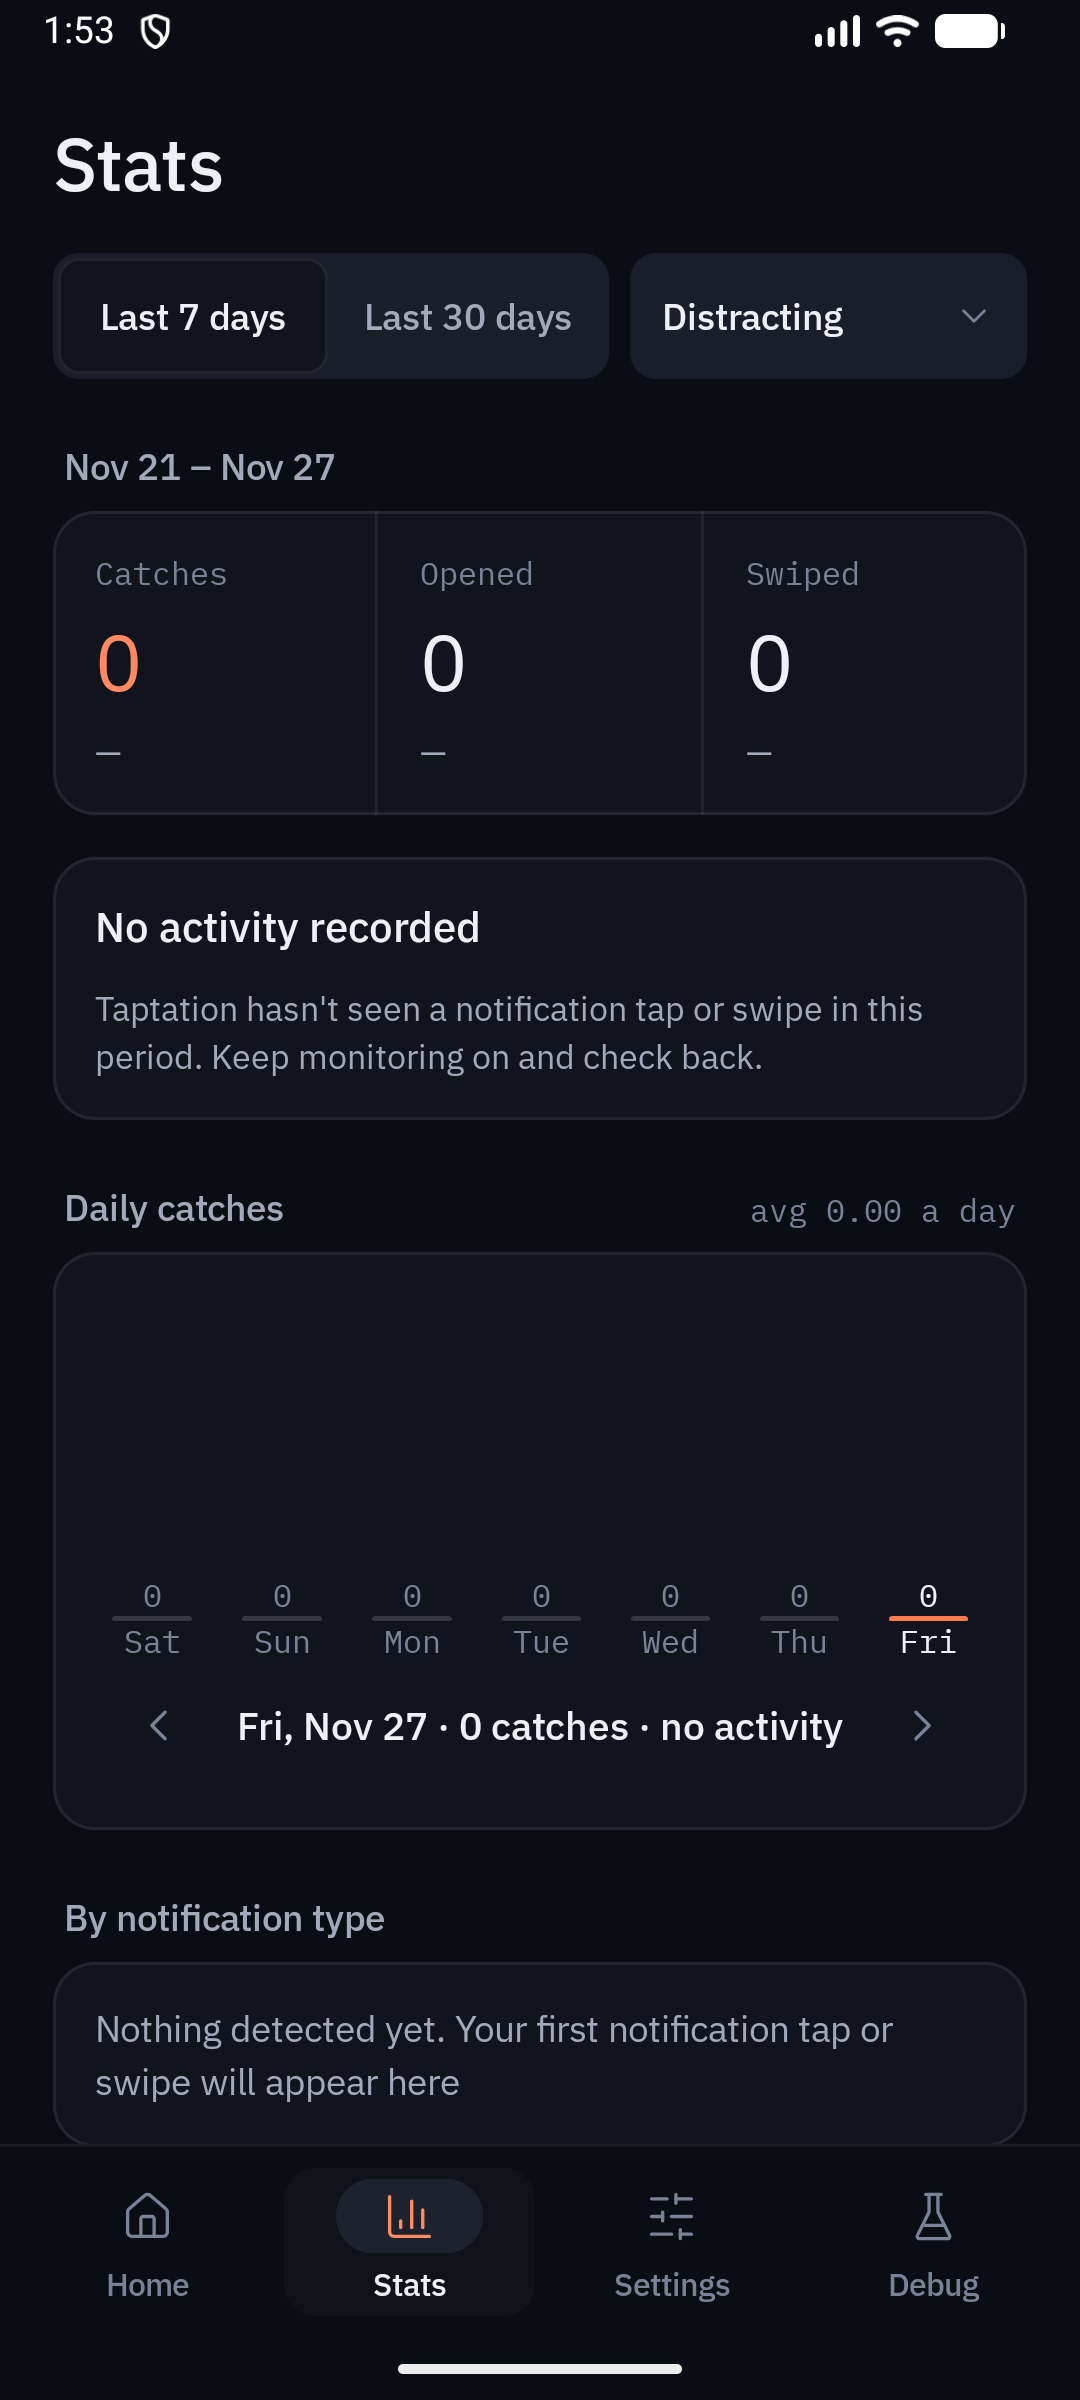 1:53
Stats
Last 7 days
Last 30 days
Distracting
Nov 21 – Nov 27
Catches
Opened
Swiped
0
0
0
—
—
—
No activity recorded
Taptation hasn't seen a notification tap or swipe in this
period. Keep monitoring on and check back.
Daily catches
avg 0.00 a day
0 0 0 0 0 0 0
Sat Sun Mon Tue Wed Thu Fri
Fri, Nov 27 · 0 catches · no activity
By notification type
Nothing detected yet. Your first notification tap or
swipe will appear here
Home
Stats
Settings
Debug